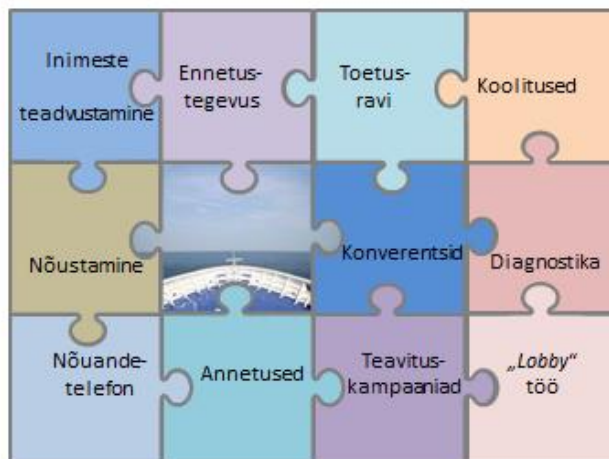 Inimeste
teadvustamine
Ennetus-
tegevus
Toetus-
ravi
Koolitused
Nõustamine
Konverentsid
Diagnostika
Nõuande-
telefon
Annetused
Teavitus-
kampaaniad
„Lobby“
töö